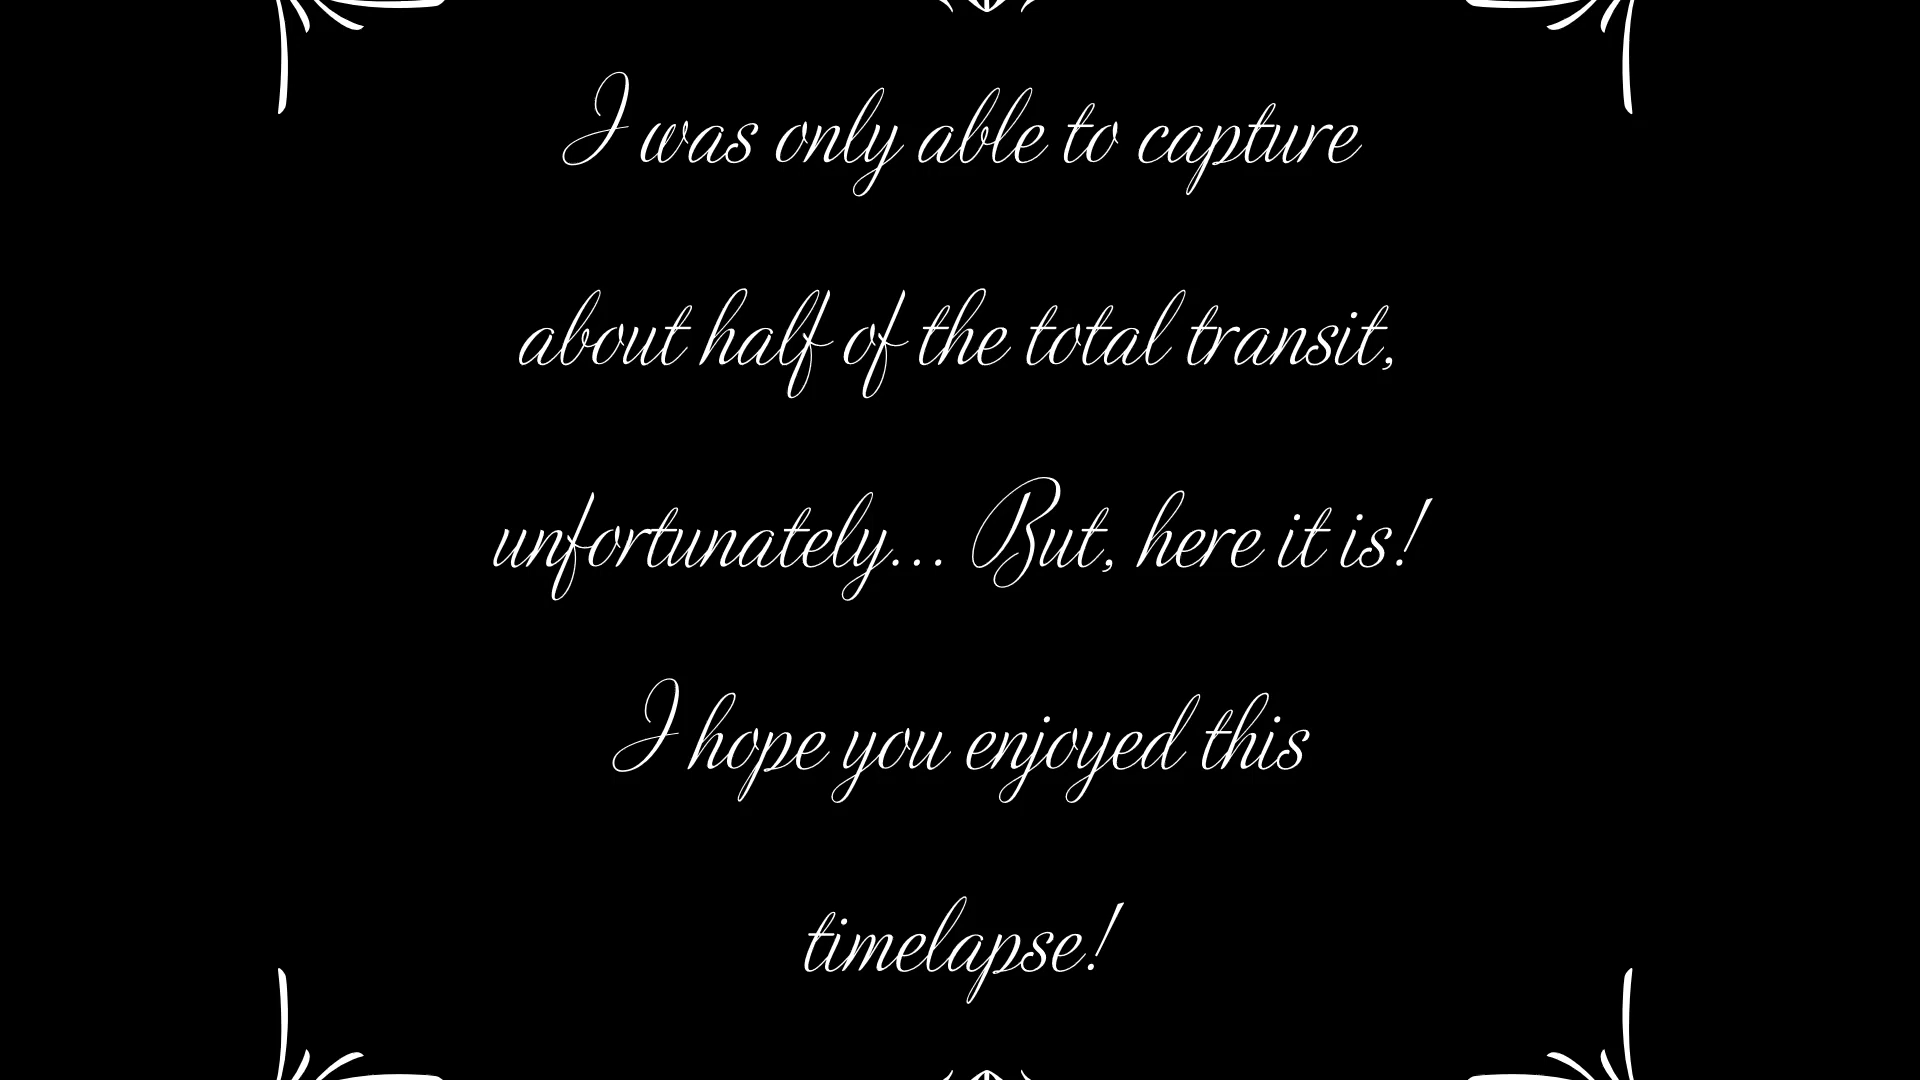 I was only able to capture
about half of the total transit,
unfortunately... But, here it is!
I hope you enjoyed this
timelapse!